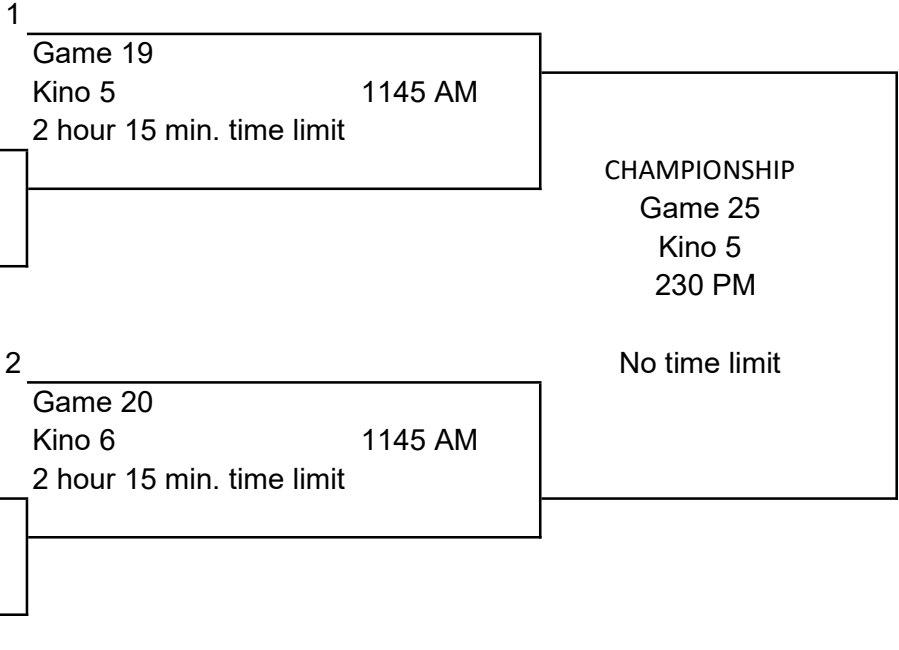 1
Game 19
Kino 5 1145 AM
2 hour 15 min. time limit
CHAMPIONSHIP
Game 25
Kino 5
230 PM
No time limit
2
Game 20
Kino 6 1145 AM
2 hour 15 min. time limit